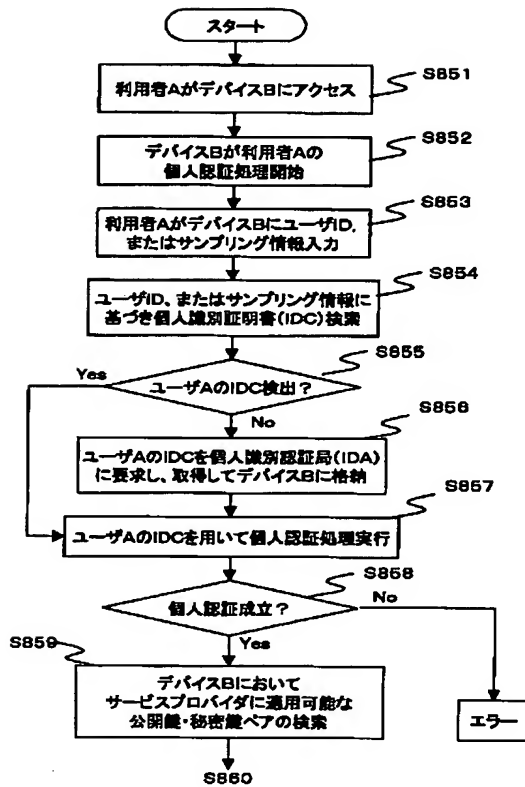 スタート
利用者AがデバイスBにアクセス
S851
デバイスBが利用者Aの
個人認証処理開始
S852
利用者AがデバイスBにユーザID,
またはサンプリング情報入力
S853
ユーザID、またはサンプリング情報に
基づき個人識別証明書(IDC)検索
S854
ユーザAのIDC検出?
S855
Yes
No
ユーザAのIDCを個人識別認証局(IDA)
に要求し、取得してデバイスBに格納
S856
ユーザAのIDCを用いて個人認証処理実行
S857
個人認証成立?
S858
No
Yes
S859
デバイスBにおいて
サービスプロバイダに適用可能な
公開鍵・秘密鍵ペアの検索
エラー
S860